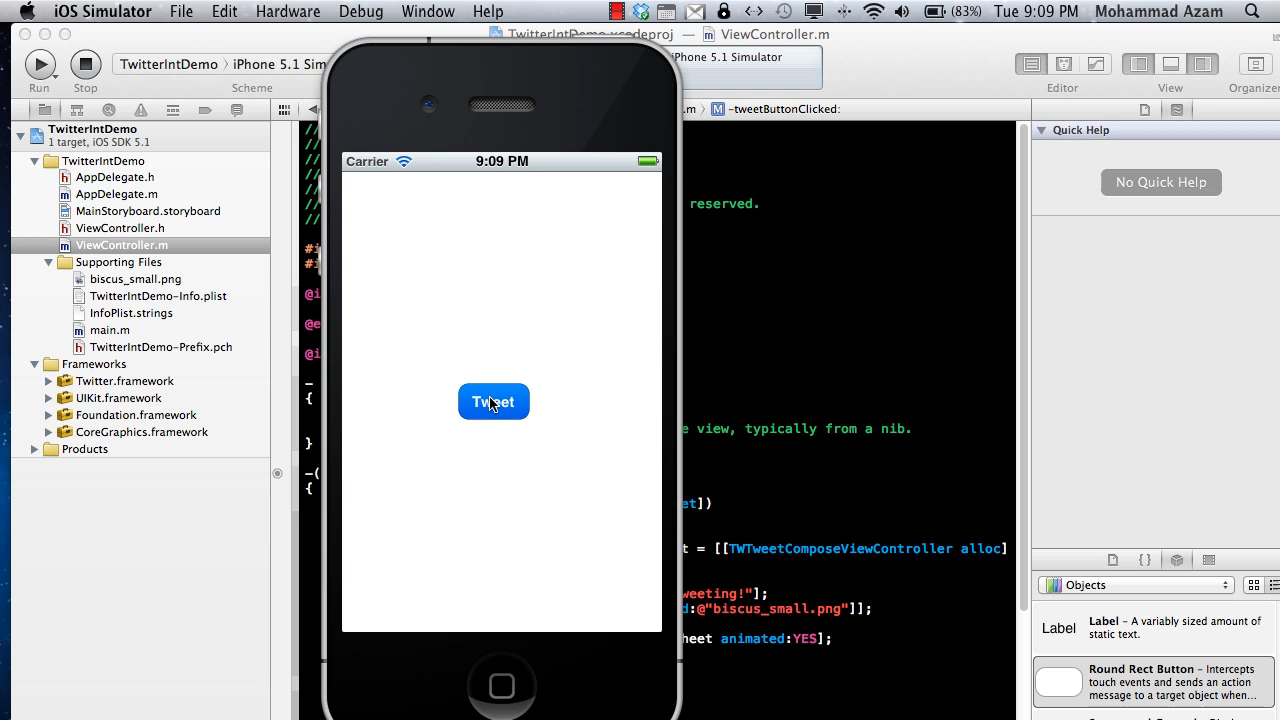 iOS Simulator File Edit Hardware Debug Window Help (83%) Tue 9:09 PM Mohammad Azam
TwitterIntDemo.xcodeproj — ViewController.m
TwitterIntDemo iPhone 5.1 Sim
iPhone 5.1 Simulator
Run Stop Scheme Editor View Organizer
.m -tweetButtonClicked:
TwitterIntDemo
1 target, iOS SDK 5.1
TwitterIntDemo
AppDelegate.h
AppDelegate.m
MainStoryboard.storyboard
ViewController.h
ViewController.m
Supporting Files
biscus_small.png
TwitterIntDemo-Info.plist
InfoPlist.strings
main.m
TwitterIntDemo-Prefix.pch
Frameworks
Twitter.framework
UIKit.framework
Foundation.framework
CoreGraphics.framework
Products
//
//
//
//
//
//
//
#i
#i
@i
@e
@i
-
{
}
-(
{
Carrier 9:09 PM
Tweet
reserved.
e view, typically from a nib.
et])
t = [[TWTweetComposeViewController alloc]
weeting!"];
d:@"biscus_small.png"]];
heet animated:YES];
Quick Help
No Quick Help
{}
Objects
Label
Label – A variably sized amount of
static text.
Round Rect Button – Intercepts
touch events and sends an action
message to a target object when...